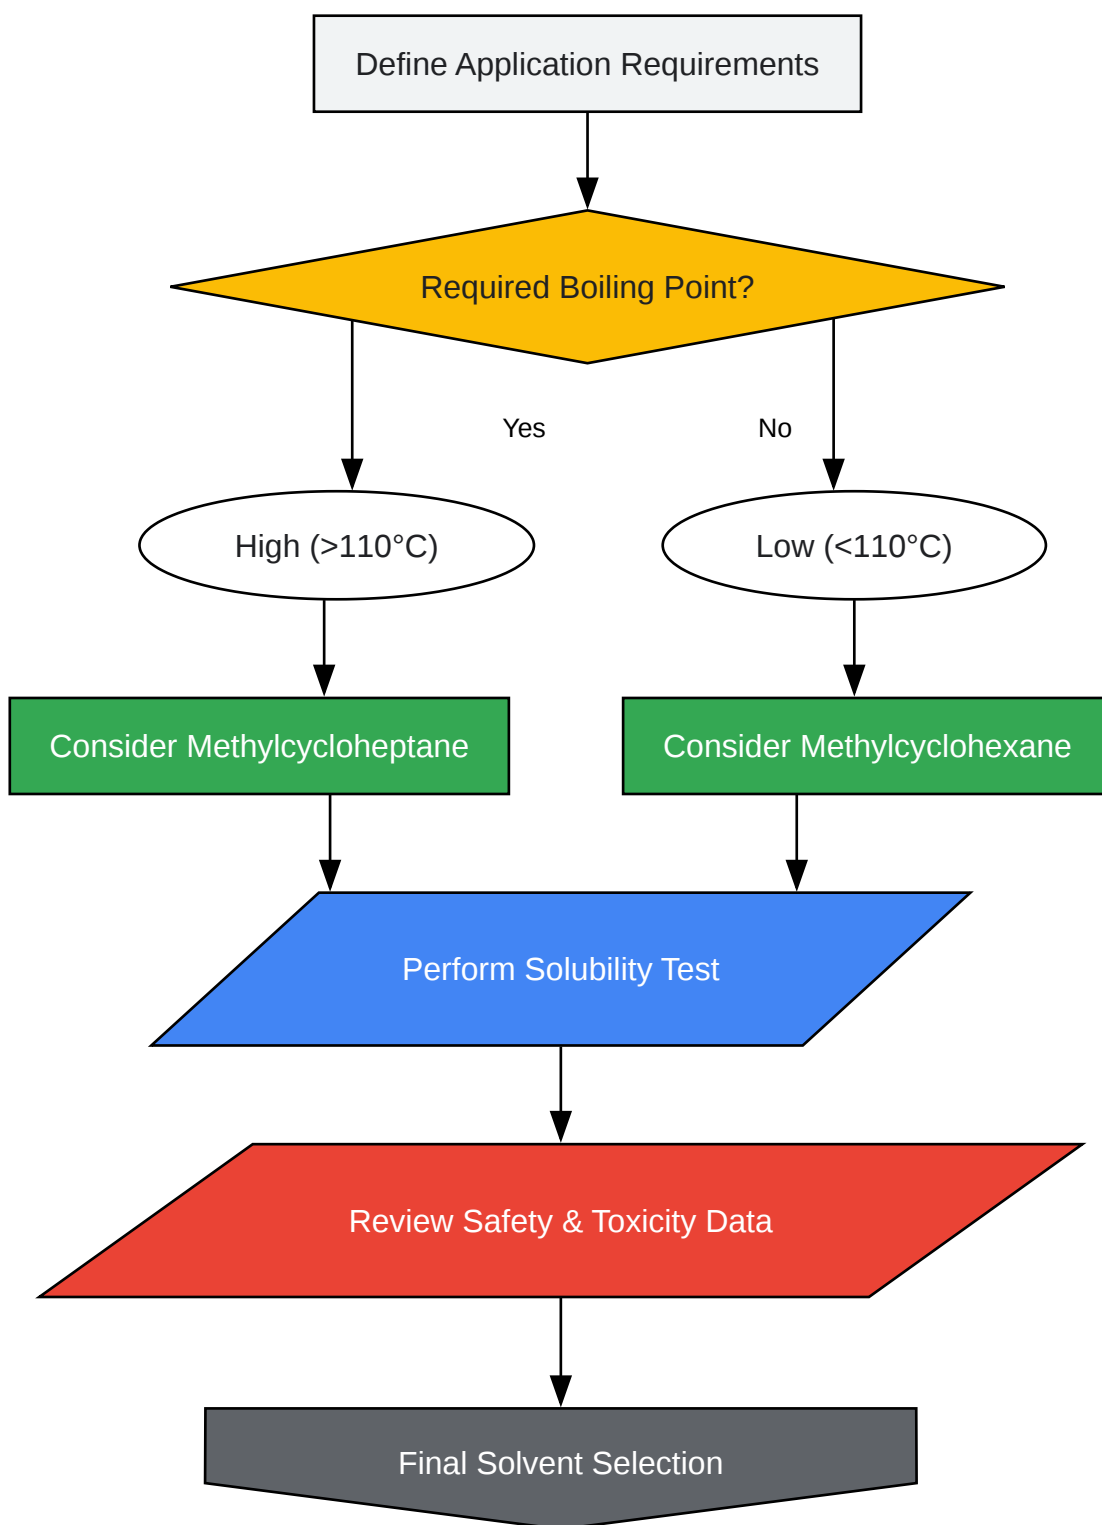 Define Application Requirements
Required Boiling Point?
Yes
No
High (>110°C)
Low (<110°C)
Consider Methylcycloheptane
Consider Methylcyclohexane
Perform Solubility Test
Review Safety & Toxicity Data
Final Solvent Selection